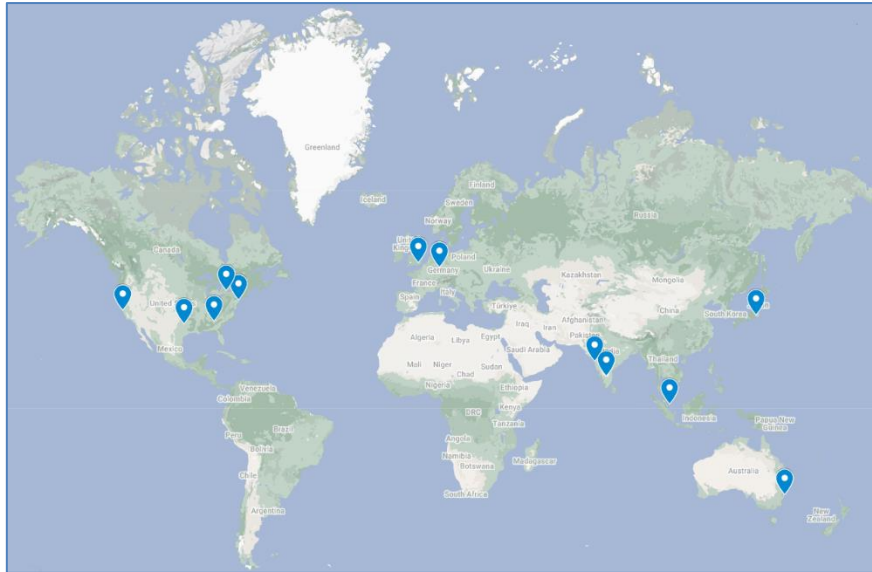 Greenland
Iceland
Finland
Sweden
Norway
Russia
Canada
United
Kingdom
Poland
Germany
Ukraine
Kazakhstan
Mongolia
France
Italy
Spain
Türkiye
United
South Korea
China
Afghanistan
Iraq
Iran
Pakistan
Algeria
Libya
Egypt
Saudi Arabia
Mexico
Thailand
Mali
Niger
Chad
Sudan
Nigeria
Ethiopia
Venezuela
Colombia
Kenya
DRC
Indonesia
Papua New
Guinea
Tanzania
Peru
Brazil
Bolivia
Angola
Namibia
Botswana
Madagascar
Chile
Australia
South Africa
Argentina
New
Zealand